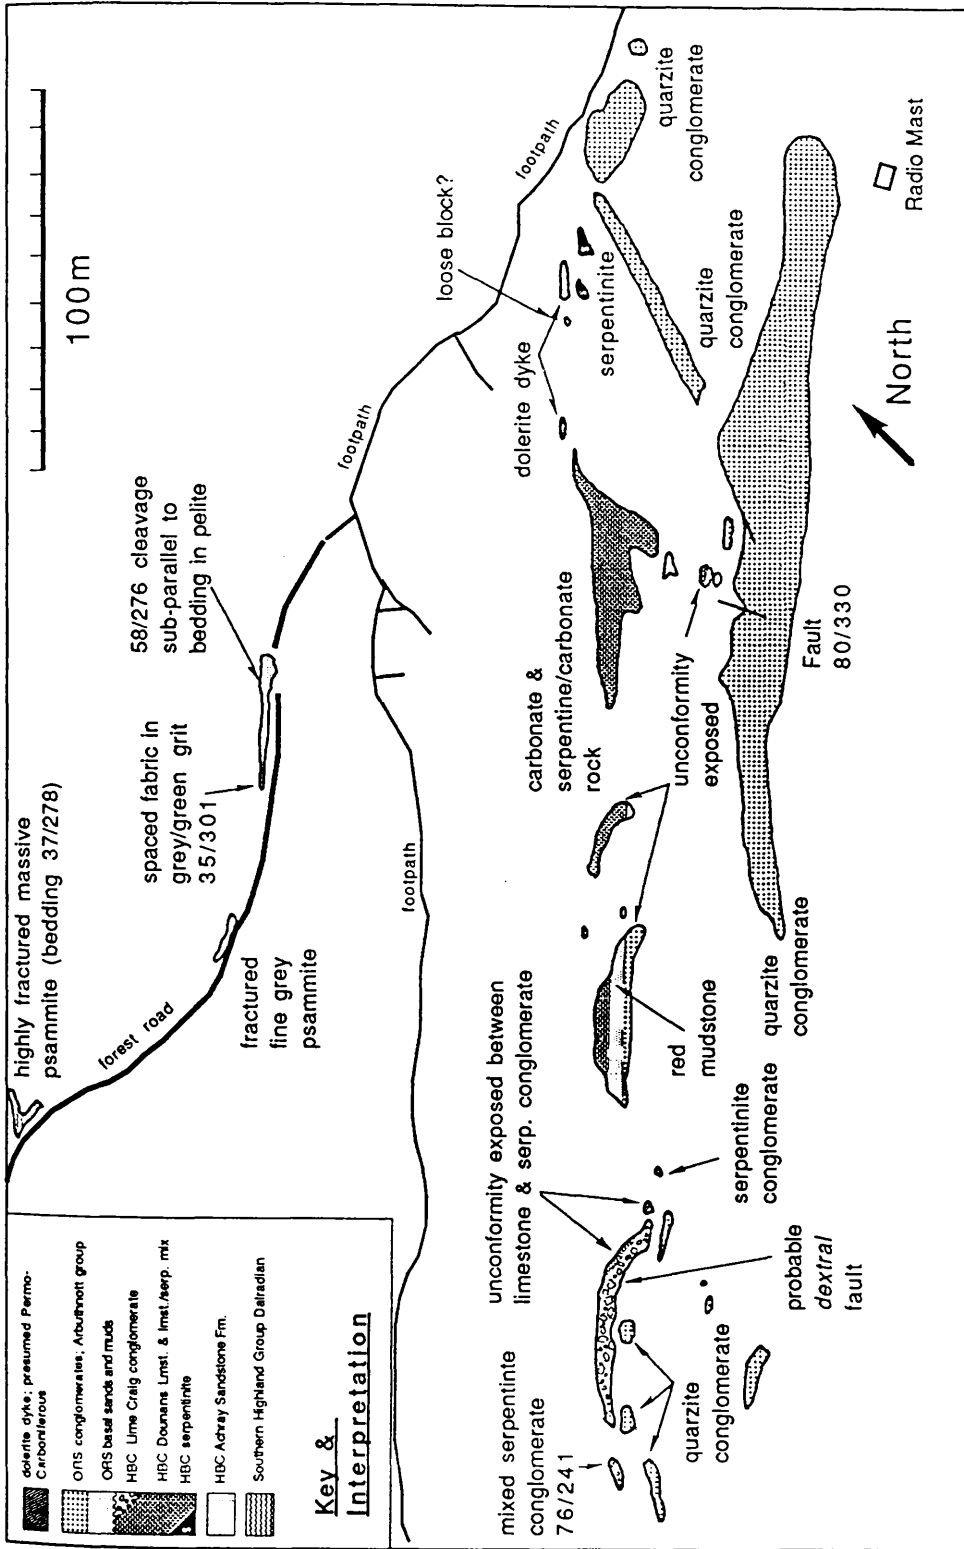 highly fractured massive
psammite (bedding 37/278)
forest road
fractured
fine grey
psammite
spaced fabric in
grey/green grit
35/301
58/276 cleavage
sub-parallel to
bedding in pelite
100m
footpath
footpath
footpath
loose block?
dolerite dyke
serpentinite
quartzite
conglomerate
quartzite
conglomerate
Radio Mast
North
carbonate &
serpentine/carbonate
rock
unconformity
exposed
Fault
80/330
red
mudstone
quarzite
conglomerate
unconformity exposed between
limestone & serp. conglomerate
serpentinite
conglomerate
probable
dextral
fault
quarzite
conglomerate
mixed serpentinte
conglomerate
76/241
dolerite dyke; presumed Permo-
Carboniferous
ORS conglomerates; Arbuthnott group
ORS basal sands and muds
HBC Lime Craig conglomerate
HBC Dounans Lmst. & lmst./serp. mix
HBC serpentinite
HBC Achray Sandstone Fm.
Southern Highland Group Dalradian
Key &
Interpretation